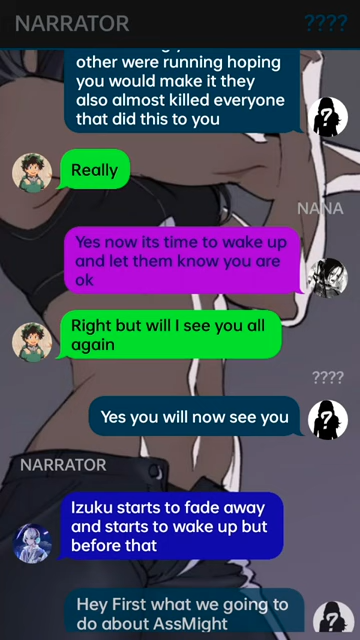 NARRATOR
????
other were running hoping
you would make it they
also almost killed everyone
that did this to you
?
Really
NANA
Yes now its time to wake up
and let them know you are
ok
Right but will I see you all
again
????
Yes you will now see you
?
NARRATOR
Izuku starts to fade away
and starts to wake up but
before that
Hey First what we going to
do about AssMight
?